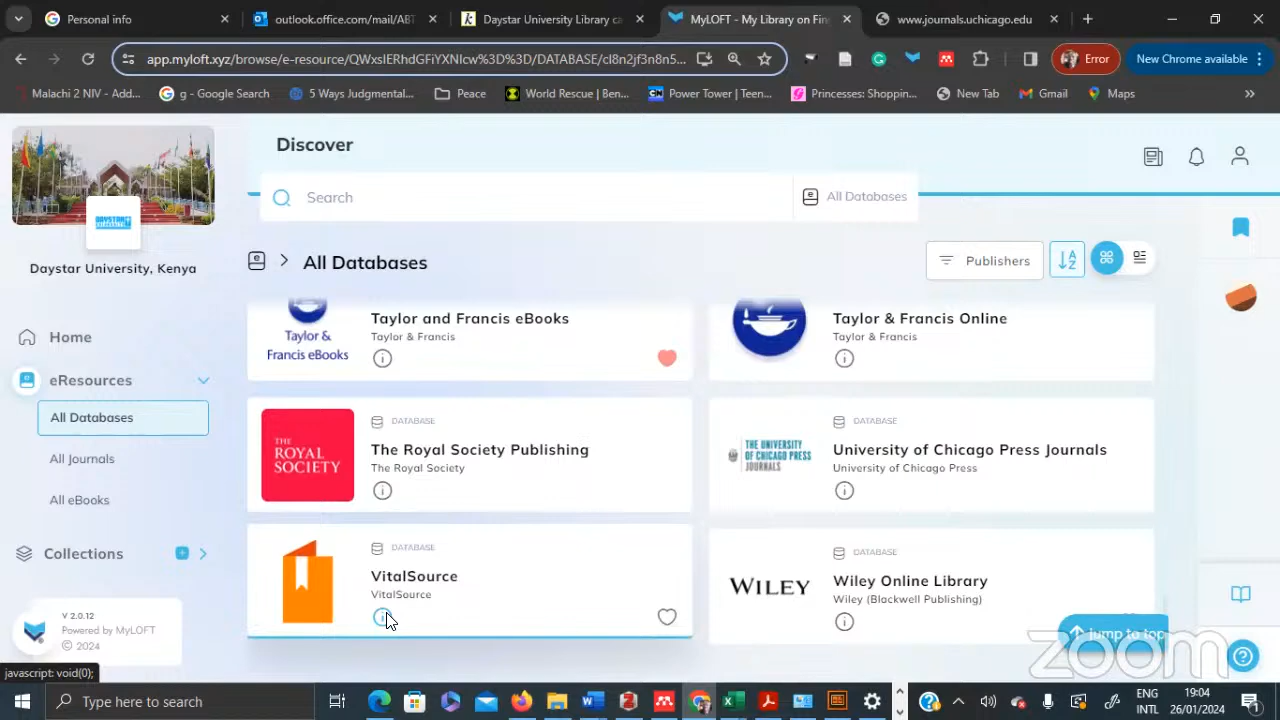 Personal info
outlook.office.com/mail/ABT
Daystar University Library ca
MyLOFT - My Library on Fin
www.journals.uchicago.edu
app.myloft.xyz/browse/e-resource/QWxsIERhdGFiYXNlcw%3D%3D/DATABASE/cl8n2jf3n8n5...
Error
New Chrome available
Malachi 2 NIV - Add...
g - Google Search
5 Ways Judgmental...
Peace
World Rescue | Ben...
Power Tower | Teen...
Princesses: Shoppin...
New Tab
Gmail
Maps
Discover
Search
All Databases
DAYSTAR
Daystar University, Kenya
All Databases
Publishers
Home
eResources
All Databases
All Journals
All eBooks
Collections
Taylor & Francis eBooks
Taylor and Francis eBooks
Taylor & Francis
Taylor & Francis Online
Taylor & Francis
THE ROYAL SOCIETY
DATABASE
The Royal Society Publishing
The Royal Society
THE UNIVERSITY OF CHICAGO PRESS JOURNALS
DATABASE
University of Chicago Press Journals
University of Chicago Press
DATABASE
VitalSource
VitalSource
WILEY
DATABASE
Wiley Online Library
Wiley (Blackwell Publishing)
V 2.0.12
Powered by MyLOFT
© 2024
Jump to top
zoom
javascript: void(0);
Type here to search
ENG
INTL
19:04
26/01/2024
1